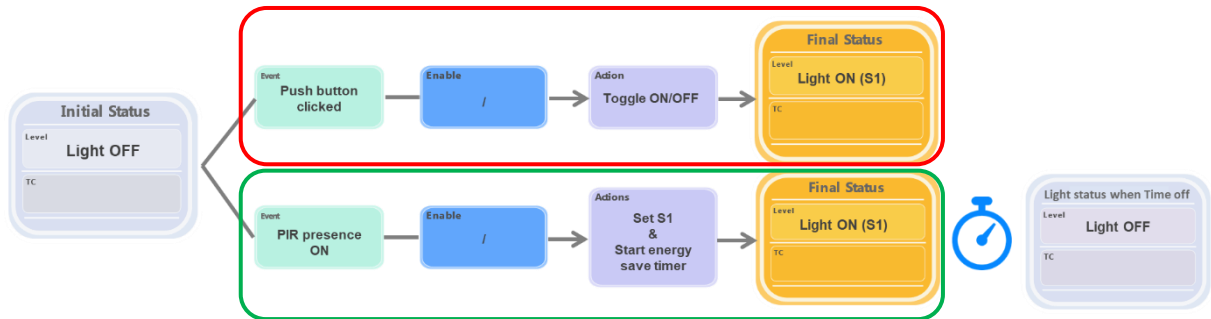 Initial Status
Level
Light OFF
TC
Event
Push button
clicked
Enable
/
Action
Toggle ON/OFF
Final Status
Level
Light ON (S1)
TC
Event
PIR presence
ON
Enable
/
Actions
Set S1
&
Start energy
save timer
Final Status
Level
Light ON (S1)
TC
Light status when Time off
Level
Light OFF
TC